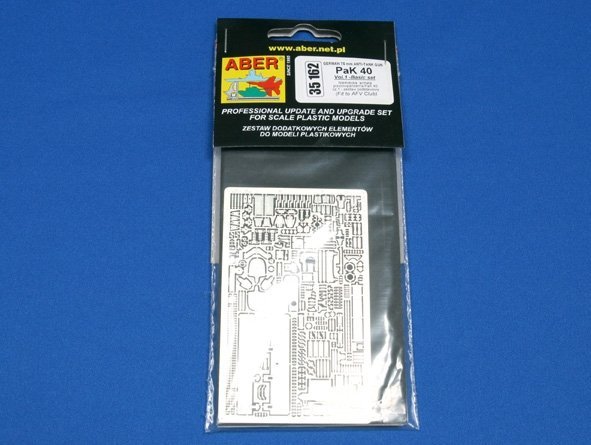 www.aber.net.pl
ABER
SINCE 1995
35 162
GERMAN 75 mm ANTI-TANK GUN
PaK 40
Vol.1 -Basic set
(Fit to AFV Club)
PROFESSIONAL UPDATE AND UPGRADE SET
FOR SCALE PLASTIC MODELS
ZESTAW DODATKOWYCH ELEMENTÓW
DO MODELI PLASTIKOWYCH